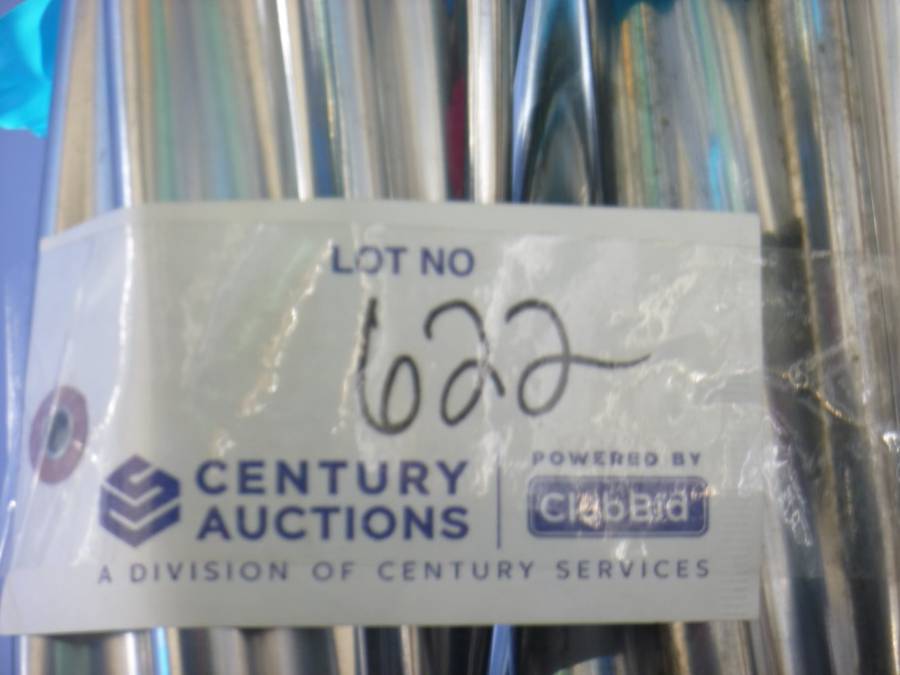 LOT NO
622
CENTURY
AUCTIONS
POWERED BY
ClubBid
A DIVISION OF CENTURY SERVICES